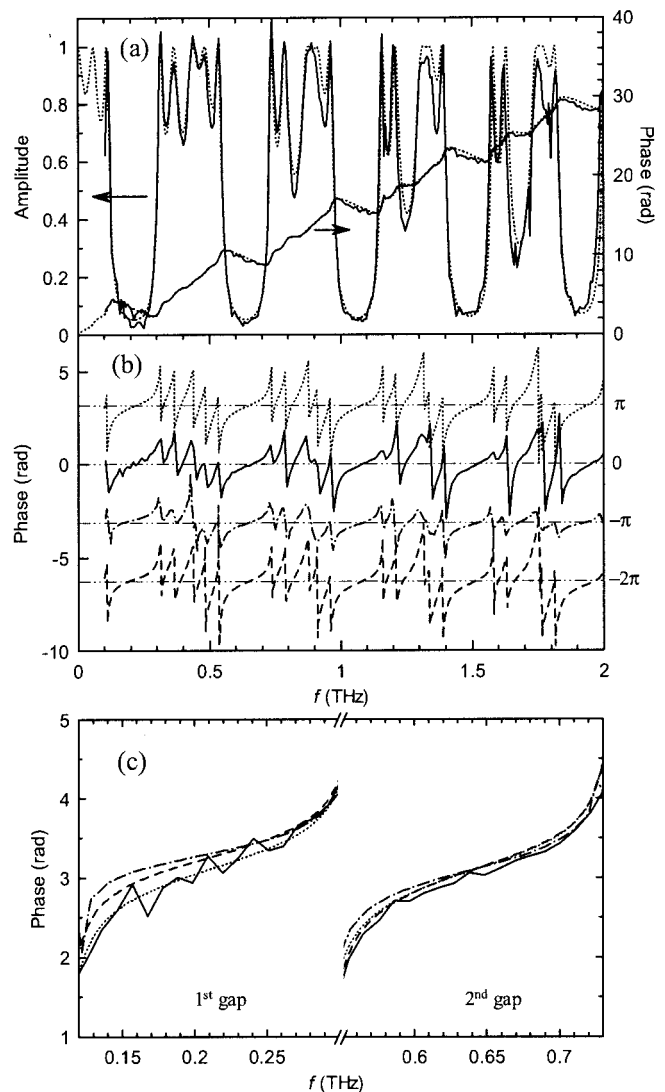 (a)
40
1
0.8
0.6
0.4
0.2
0
30
20
10
0
Amplitude
Phase (rad)
(b)
5
0
-5
-10
π
0
−π
−2π
Phase (rad)
0
0.5
1
1.5
2
f (THz)
(c)
5
4
3
2
1
Phase (rad)
1st gap
2nd gap
0.15
0.2
0.25
0.6
0.65
0.7
f (THz)